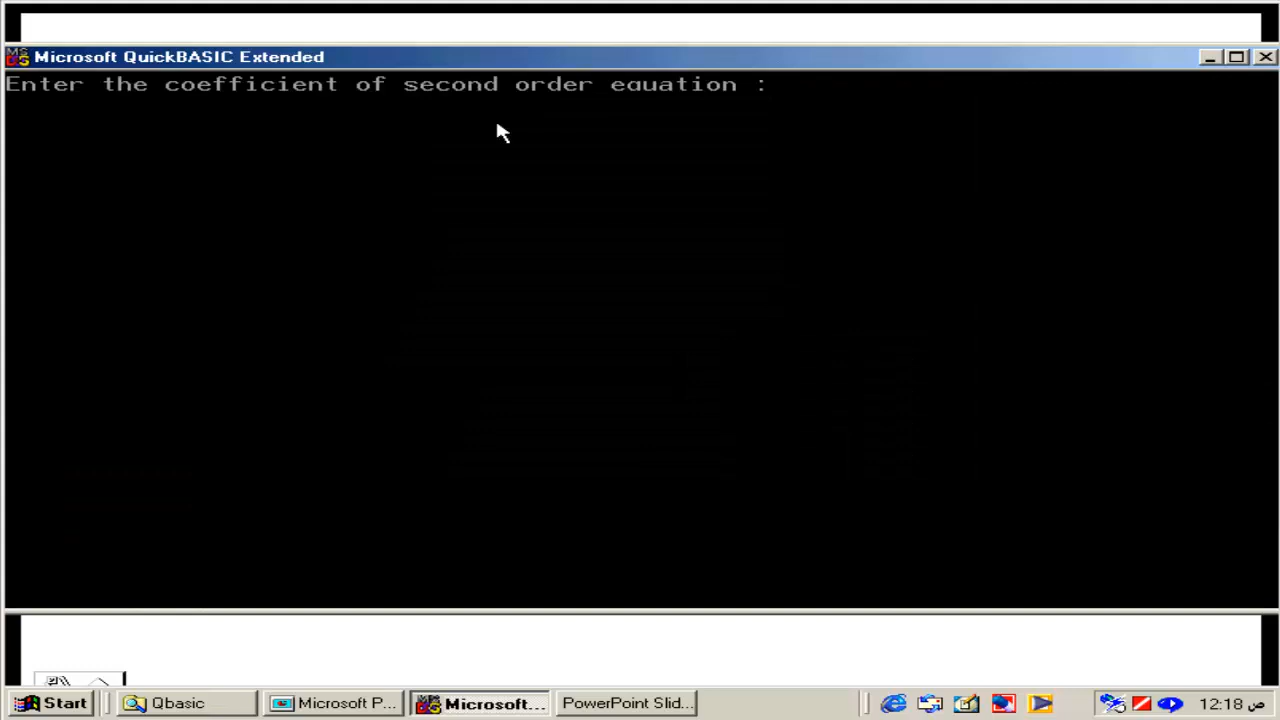 Microsoft QuickBASIC Extended
Enter the coefficient of second order equation :
Start
Qbasic
Microsoft P...
Microsoft...
PowerPoint Slid...
12:18 ص